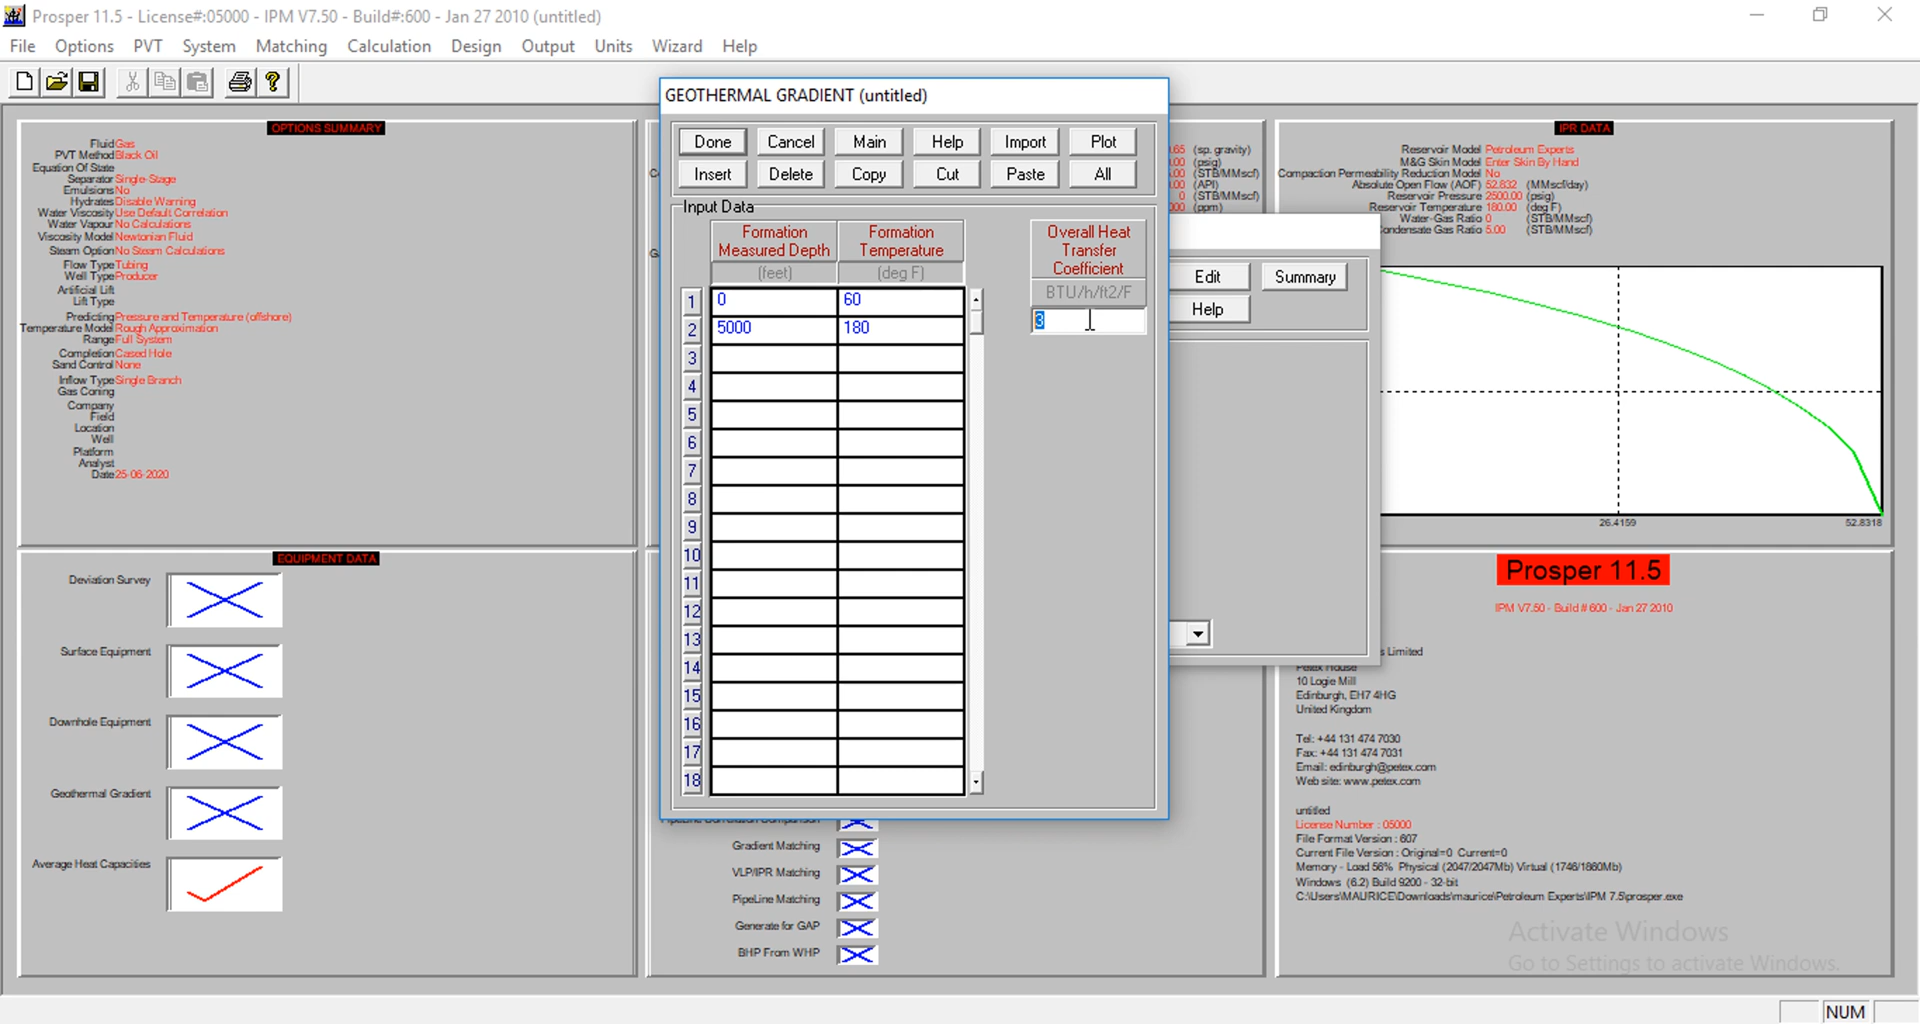 Prosper 11.5 - License#:05000 - IPM V7.50 - Build#:600 - Jan 27 2010 (untitled)
File Options PVT System Matching Calculation Design Output Units Wizard Help
OPTIONS SUMMARY
Fluid Gas
PVT Method Black Oil
Equation Of State
Separator Single-Stage
Emulsions No
Hydrates Disable Warning
Water Viscosity Use Default Correlation
Water Vapour No Calculations
Viscosity Model Newtonian Fluid
Steam Option No Steam Calculations
Flow Type Tubing
Well Type Producer
Artificial Lift
Lift Type
Predicting Pressure and Temperature (offshore)
Temperature Model Rough Approximation
Range Full System
Completion Cased Hole
Sand Control None
Inflow Type Single Branch
Gas Coning
Company
Field
Location
Well
Platform
Analyst
Date 25-06-2020
EQUIPMENT DATA
Deviation Survey
Surface Equipment
Downhole Equipment
Geothermal Gradient
Average Heat Capacities
GEOTHERMAL GRADIENT (untitled)
Done Cancel Main Help Import Plot
Insert Delete Copy Cut Paste All
Input Data
Formation Measured Depth
Formation Temperature
(feet) (deg F)
Overall Heat
Transfer
Coefficient
BTU/h/ft2/F
3
1 0 60
2 5000 180
3
4
5
6
7
8
9
10
11
12
13
14
15
16
17
18
Gradient Matching
VLP/IPR Matching
PipeLine Matching
Generate for GAP
BHP From WHP
.65 (sp. gravity)
.00 (psig)
.00 (STB/MMscf)
.00 (API)
0 (STB/MMscf)
000 (ppm)
Edit Summary
Help
IPR DATA
Reservoir Model Petroleum Experts
M&G Skin Model Enter Skin By Hand
Compaction Permeability Reduction Model No
Absolute Open Flow (AOF) 52.832 (MMscf/day)
Reservoir Pressure 2500.00 (psig)
Reservoir Temperature 180.00 (deg F)
Water-Gas Ratio 0 (STB/MMscf)
Condensate Gas Ratio 5.00 (STB/MMscf)
26.4159 52.8318
Prosper 11.5
IPM V7.50 - Build # 600 - Jan 27 2010
s Limited
Petex House
10 Logie Mill
Edinburgh, EH7 4HG
United Kingdom
Tel: +44 131 474 7030
Fax: +44 131 474 7031
Email: edinburgh@petex.com
Web site: www.petex.com
untitled
License Number : 05000
File Format Version : 607
Current File Version : Original=0 Current=0
Memory - Load 56% Physical (2047/2047Mb) Virtual (1746/1860Mb)
Windows (6.2) Build 9200 - 32-bit
C:\Users\MAURICE\Downloads\maurice\Petroleum Experts\IPM 7.5\prosper.exe
Activate Windows
Go to Settings to activate Windows.
NUM